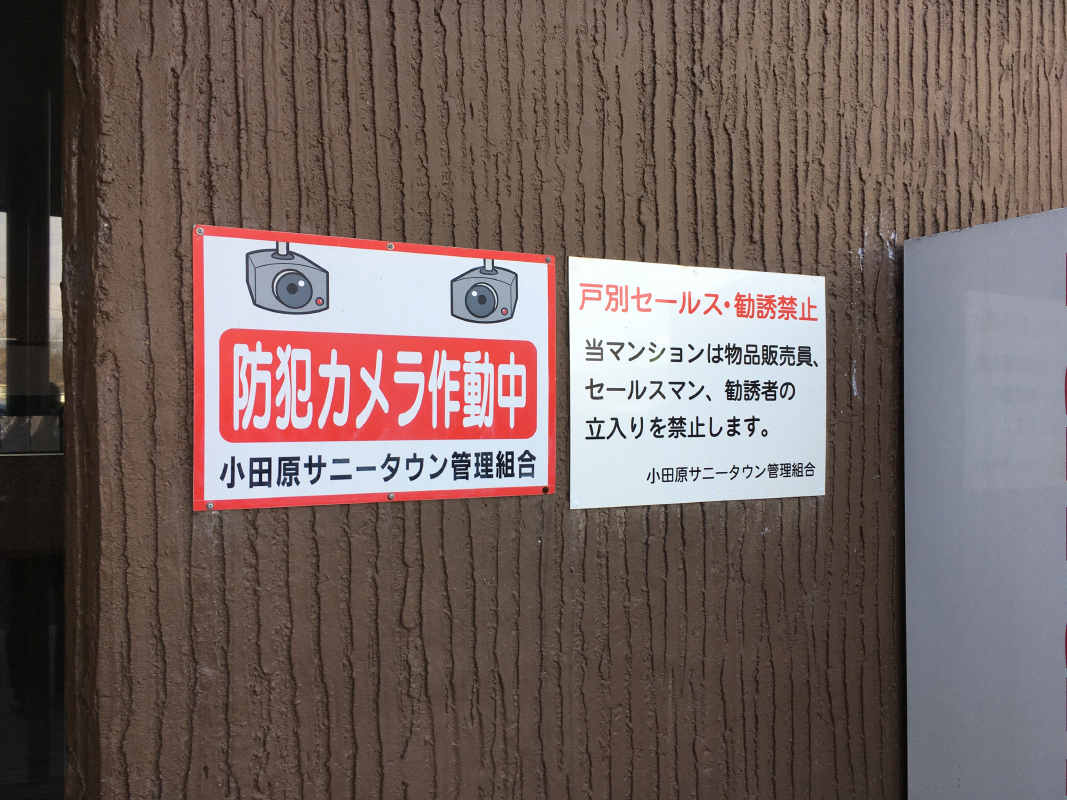 防犯カメラ作動中
小田原サニータウン管理組合
戸別セールス・勧誘禁止
当マンションは物品販売員、
セールスマン、勧誘者の
立入りを禁止します。
小田原サニータウン管理組合